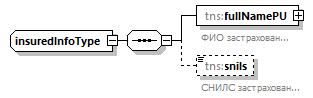 tns:fullNamePU
insuredInfoType
ФИО застрахован...
tns:snils
СНИЛС застрахован...